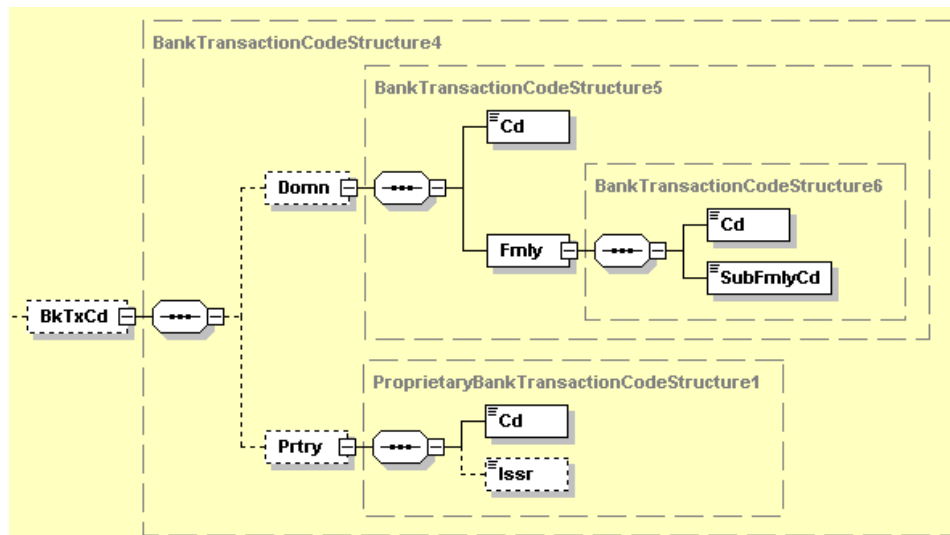 BankTransactionCodeStructure4
BankTransactionCodeStructure5
Cd
Domn
BankTransactionCodeStructure6
Cd
Fmly
SubFmlyCd
BkTxCd
ProprietaryBankTransactionCodeStructure1
Cd
Prtry
Issr